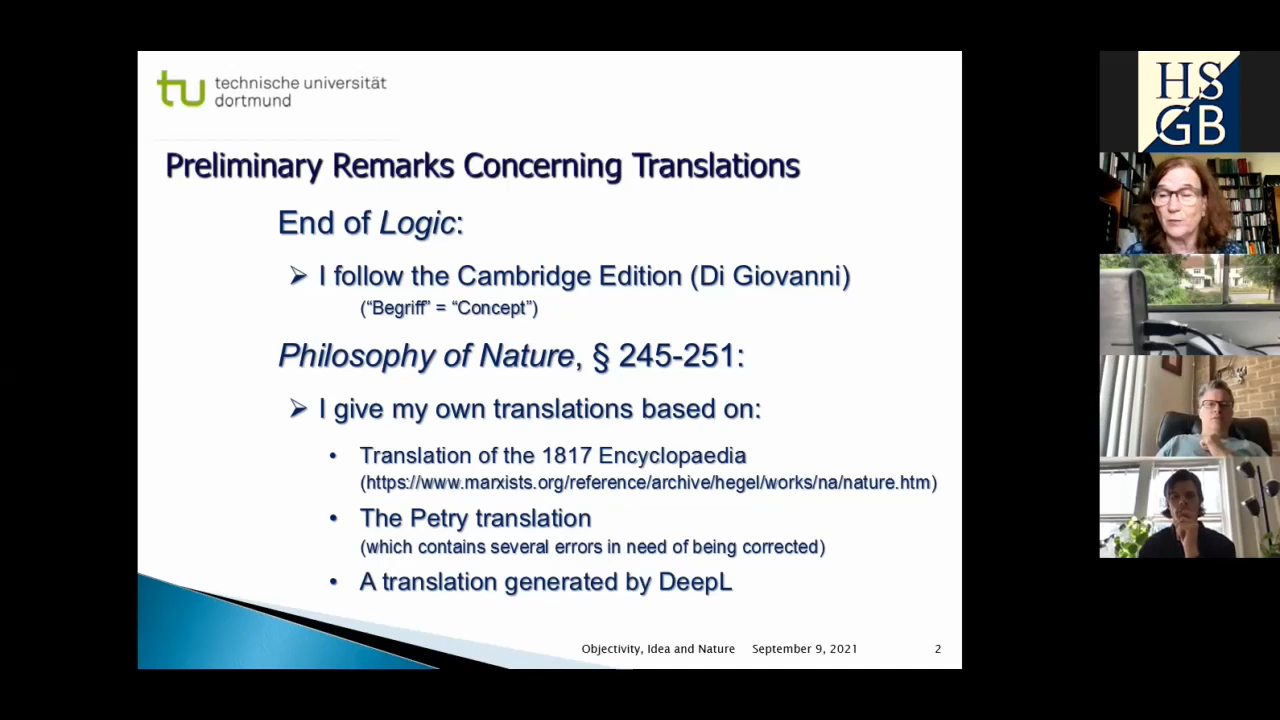 tu technische universität
dortmund
Preliminary Remarks Concerning Translations
End of Logic:
➢ I follow the Cambridge Edition (Di Giovanni)
(“Begriff” = “Concept”)
Philosophy of Nature, § 245-251:
➢ I give my own translations based on:
• Translation of the 1817 Encyclopaedia
(https://www.marxists.org/reference/archive/hegel/works/na/nature.htm)
• The Petry translation
(which contains several errors in need of being corrected)
• A translation generated by DeepL
Objectivity, Idea and Nature September 9, 2021 2
HS
GB